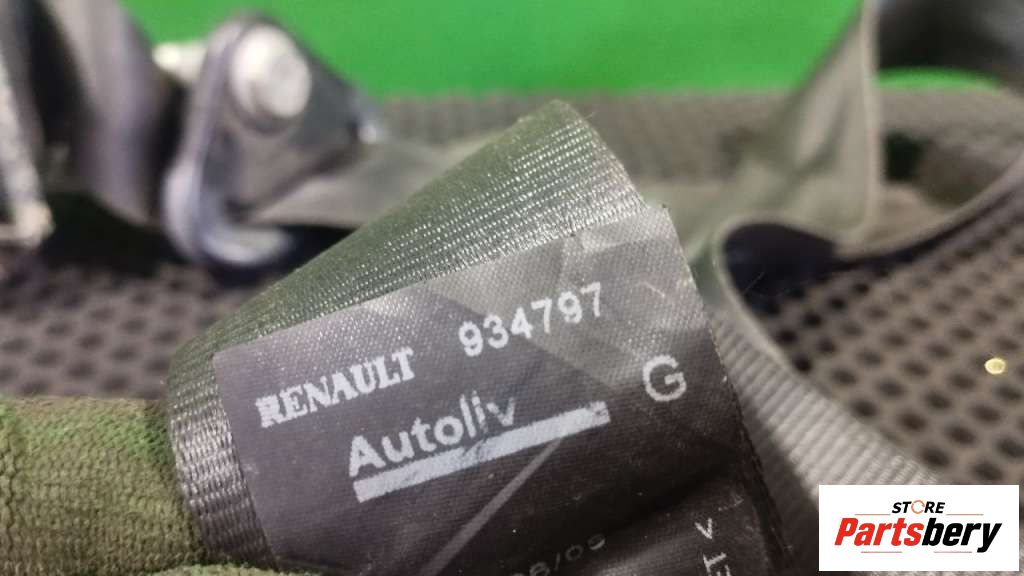 RENAULT 934797
Autoliv G
STORE
Partsbery